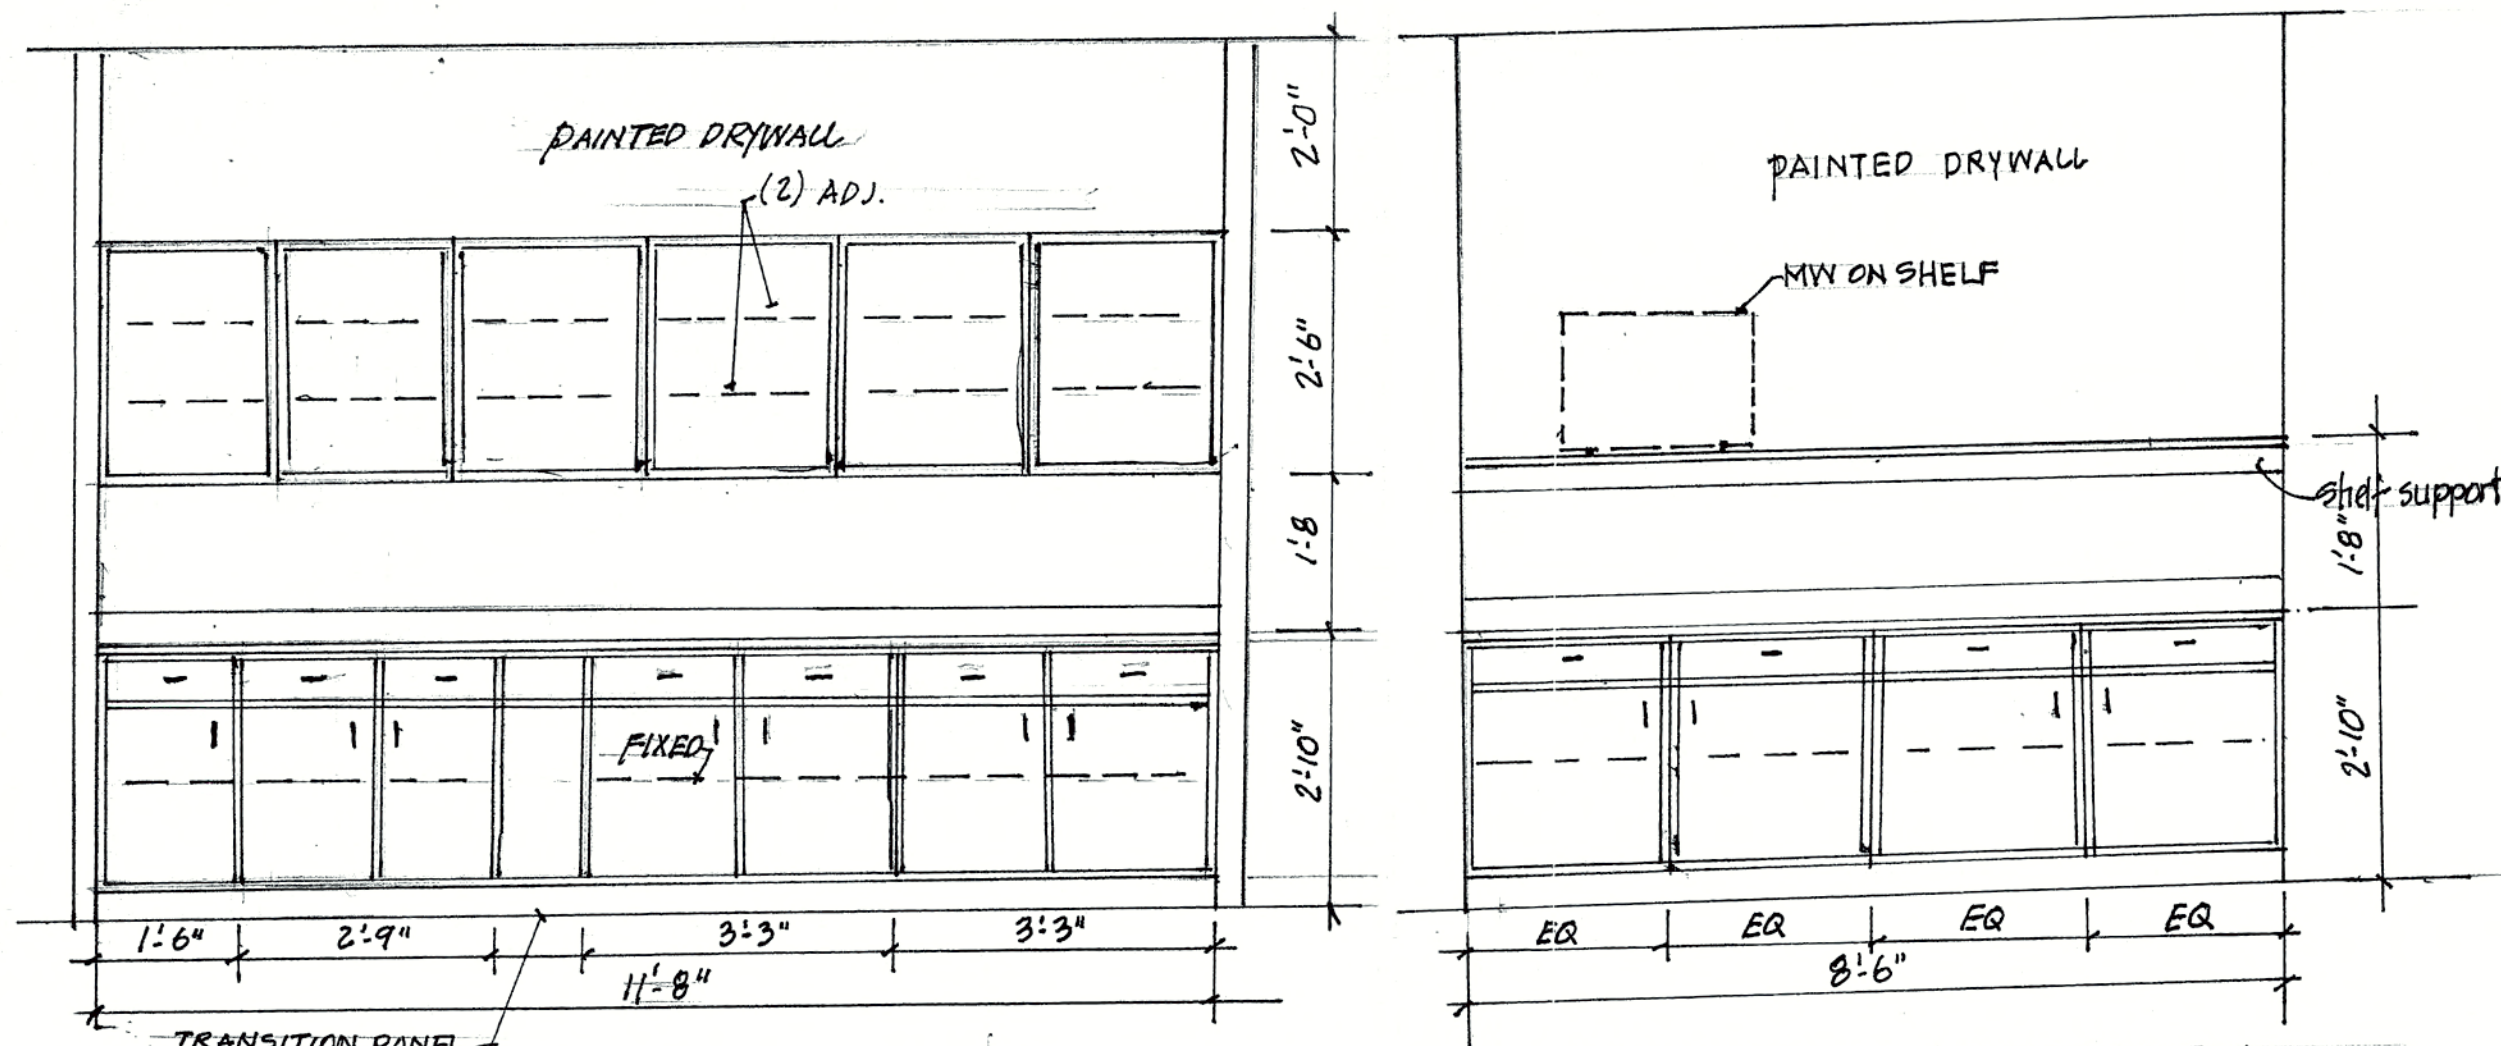 PAINTED DRYWALL
(2) ADJ.
2'-0"
2'-6"
1'-8
2'-10"
FIXED
1'-6"
2'-9"
3'-3"
3'-3"
11'-8"
TRANSITION PANEL
PAINTED DRYWALL
MW ON SHELF
shelf support
1'-8"
2'-10"
EQ
EQ
EQ
EQ
8'-6"